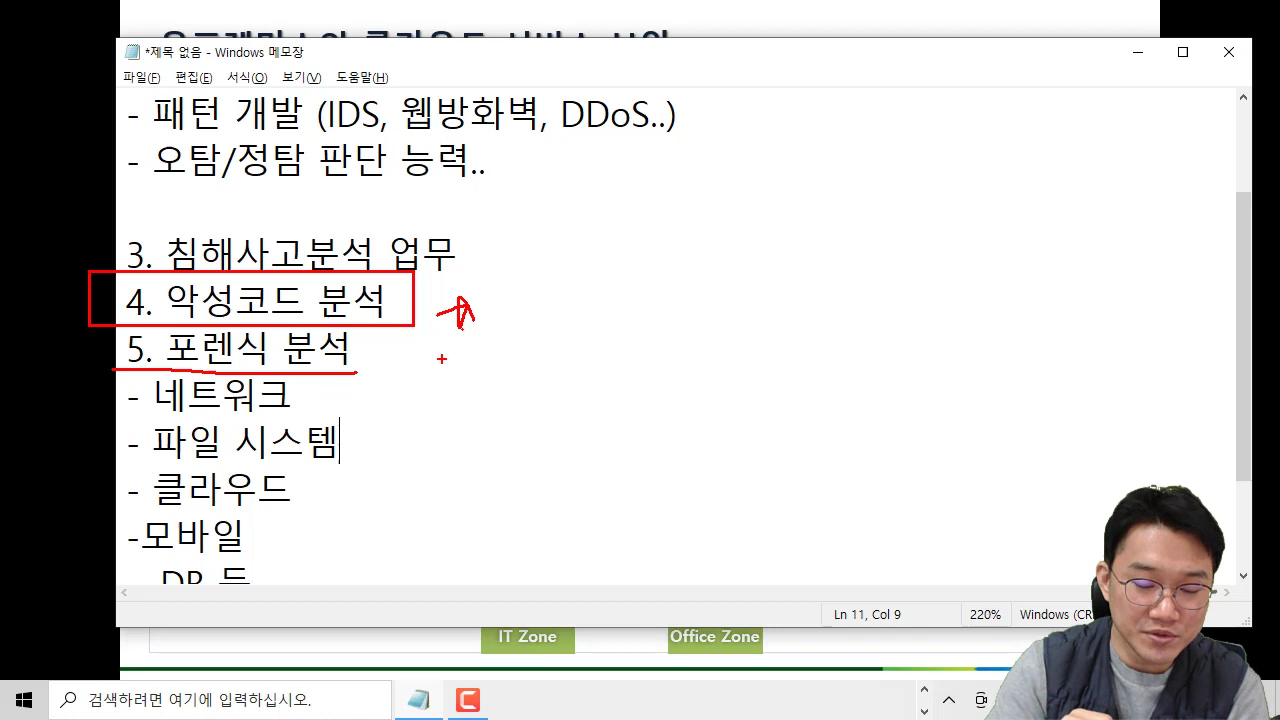 *제목 없음 - Windows 메모장
파일(F) 편집(E) 서식(O) 보기(V) 도움말(H)
- 패턴 개발 (IDS, 웹방화벽, DDoS..)
- 오탐/정탐 판단 능력..
3. 침해사고분석 업무
4. 악성코드 분석
5. 포렌식 분석
- 네트워크
- 파일 시스템
- 클라우드
-모바일
DB 등
Ln 11, Col 9 220% Windows (CR
IT Zone Office Zone
검색하려면 여기에 입력하십시오.